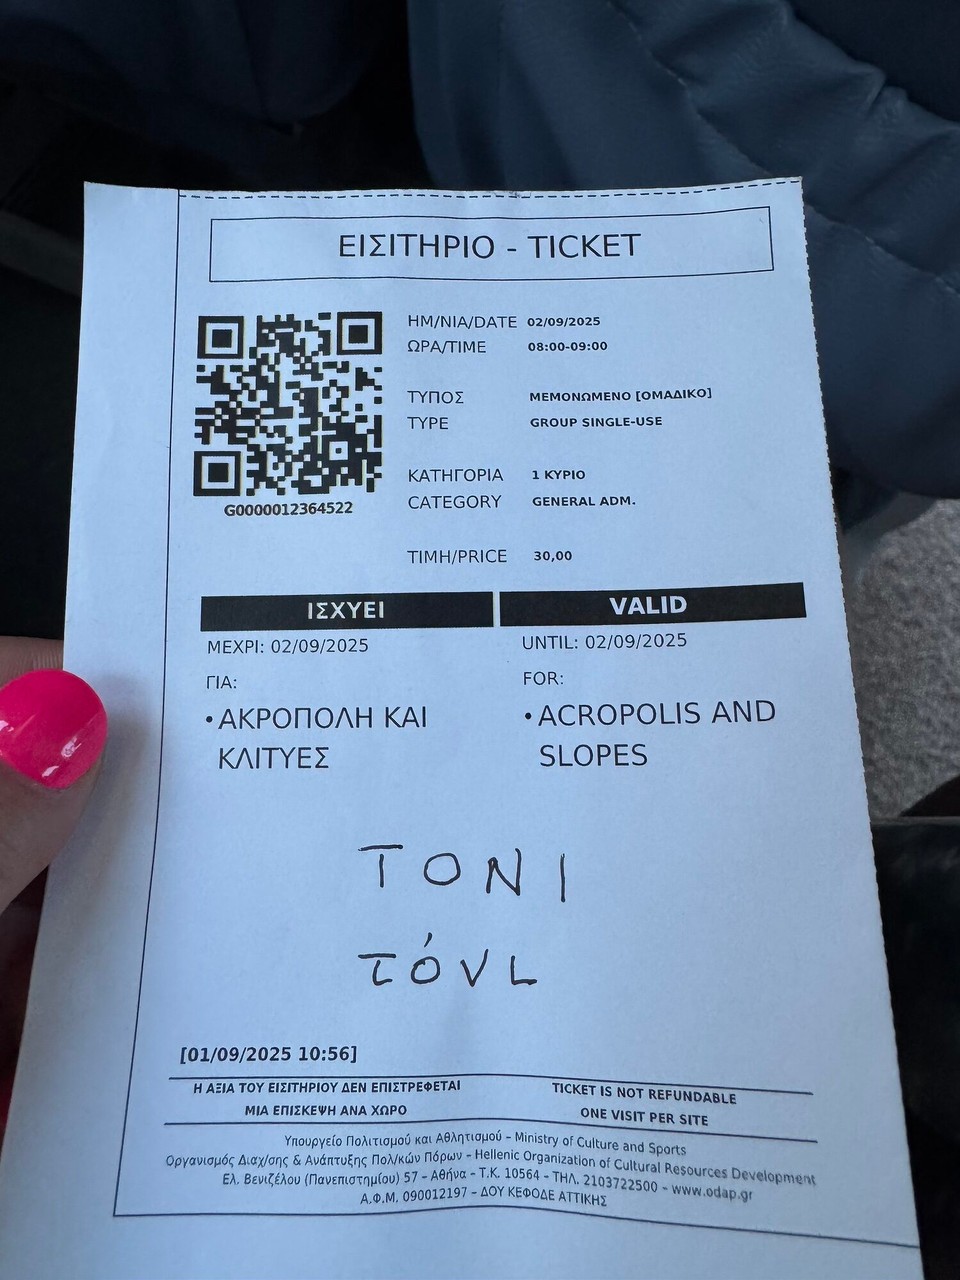 ΕΙΣΙΤΗΡΙΟ - TICKET
ΗΜ/ΝΙΑ/DATE 02/09/2025
ΩΡΑ/TIME 08:00-09:00
ΤΥΠΟΣ ΜΕΜΟΝΩΜΕΝΟ [ΟΜΑΔΙΚΟ]
TYPE GROUP SINGLE-USE
ΚΑΤΗΓΟΡΙΑ 1 ΚΥΡΙΟ
CATEGORY GENERAL ADM.
G0000012364522
ΤΙΜΗ/PRICE 30,00
ΙΣΧΥΕΙ VALID
ΜΕΧΡΙ: 02/09/2025 UNTIL: 02/09/2025
ΓΙΑ: FOR:
• ΑΚΡΟΠΟΛΗ ΚΑΙ • ACROPOLIS AND
ΚΛΙΤΥΕΣ SLOPES
TONI
τόνι
[01/09/2025 10:56]
Η ΑΞΙΑ ΤΟΥ ΕΙΣΙΤΗΡΙΟΥ ΔΕΝ ΕΠΙΣΤΡΕΦΕΤΑΙ TICKET IS NOT REFUNDABLE
ΜΙΑ ΕΠΙΣΚΕΨΗ ΑΝΑ ΧΩΡΟ ONE VISIT PER SITE
Υπουργείο Πολιτισμού και Αθλητισμού – Ministry of Culture and Sports
Οργανισμός Διαχ/σης & Ανάπτυξης Πολ/κών Πόρων – Hellenic Organization of Cultural Resources Development
Ελ. Βενιζέλου (Πανεπιστημίου) 57 – Αθήνα – Τ.Κ. 10564 – ΤΗΛ. 2103722500 – www.odap.gr
Α.Φ.Μ. 090012197 – ΔΟΥ ΚΕΦΟΔΕ ΑΤΤΙΚΗΣ